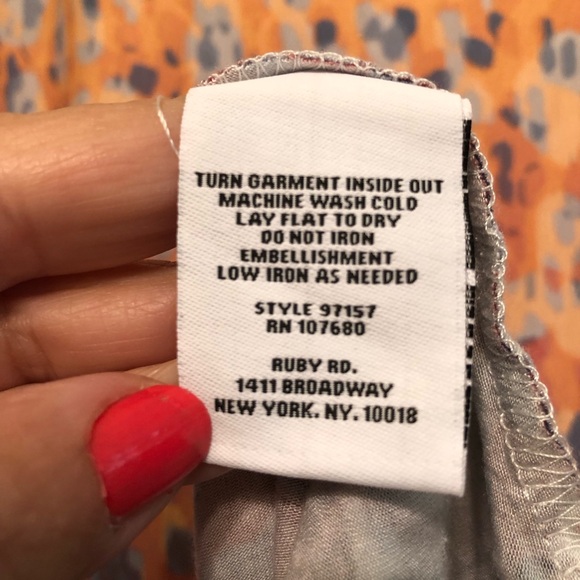 TURN GARMENT INSIDE OUT
MACHINE WASH COLD
LAY FLAT TO DRY
DO NOT IRON
EMBELLISHMENT
LOW IRON AS NEEDED
STYLE 97157
RN 107680
RUBY RD.
1411 BROADWAY
NEW YORK. NY. 10018